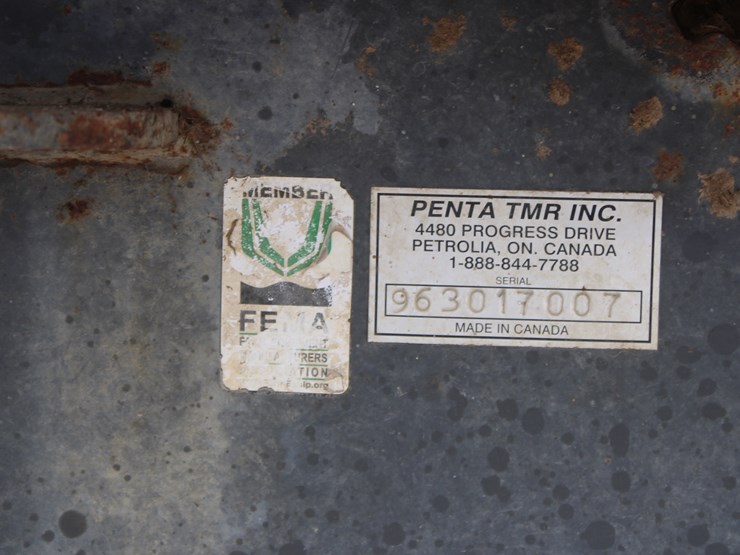 MEMBER
TION
PENTA TMR INC.
4480 PROGRESS DRIVE
PETROLIA, ON. CANADA
1-888-844-7788
SERIAL
963017007
MADE IN CANADA